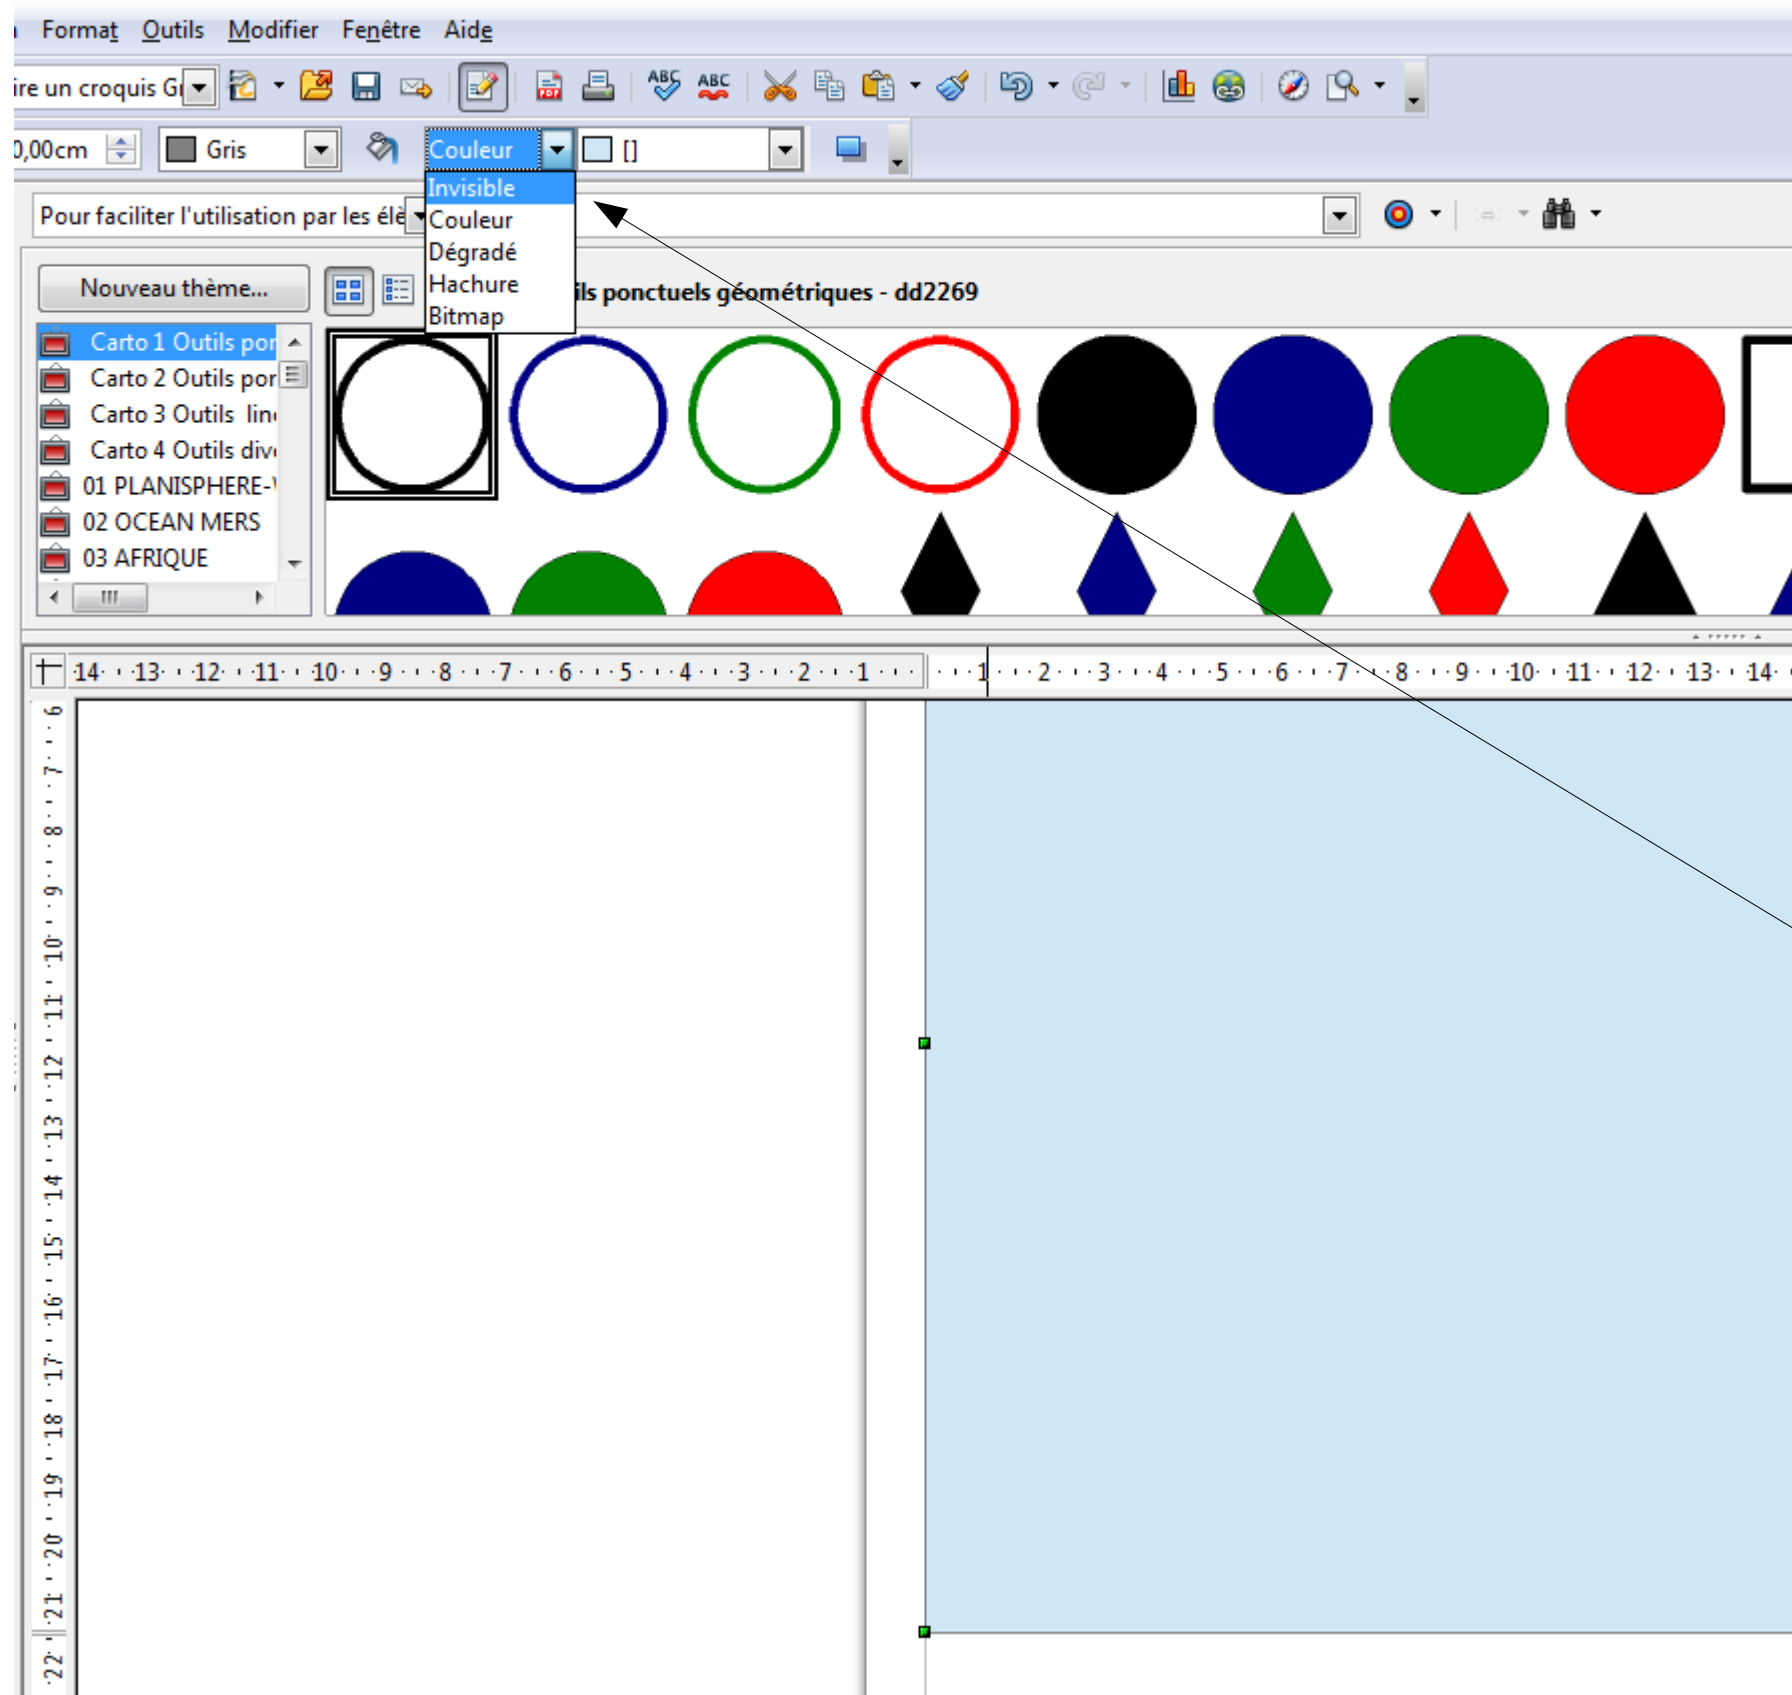 Format Outils Modifier Fenêtre Aide
ire un croquis
ABC ABC
PDF
0,00cm Gris Couleur []
Invisible
Pour faciliter l'utilisation par les élè
Couleur
Dégradé
Hachure
Bitmap
Nouveau thème...
ils ponctuels géométriques - dd2269
Carto 1 Outils por
Carto 2 Outils por
Carto 3 Outils lin
Carto 4 Outils div
01 PLANISPHERE-
02 OCEAN MERS
03 AFRIQUE
14 13 12 11 10 9 8 7 6 5 4 3 2 1 1 2 3 4 5 6 7 8 9 10 11 12 13 14
6
7
8
9
10
11
12
13
14
15
16
17
18
19
20
21
22